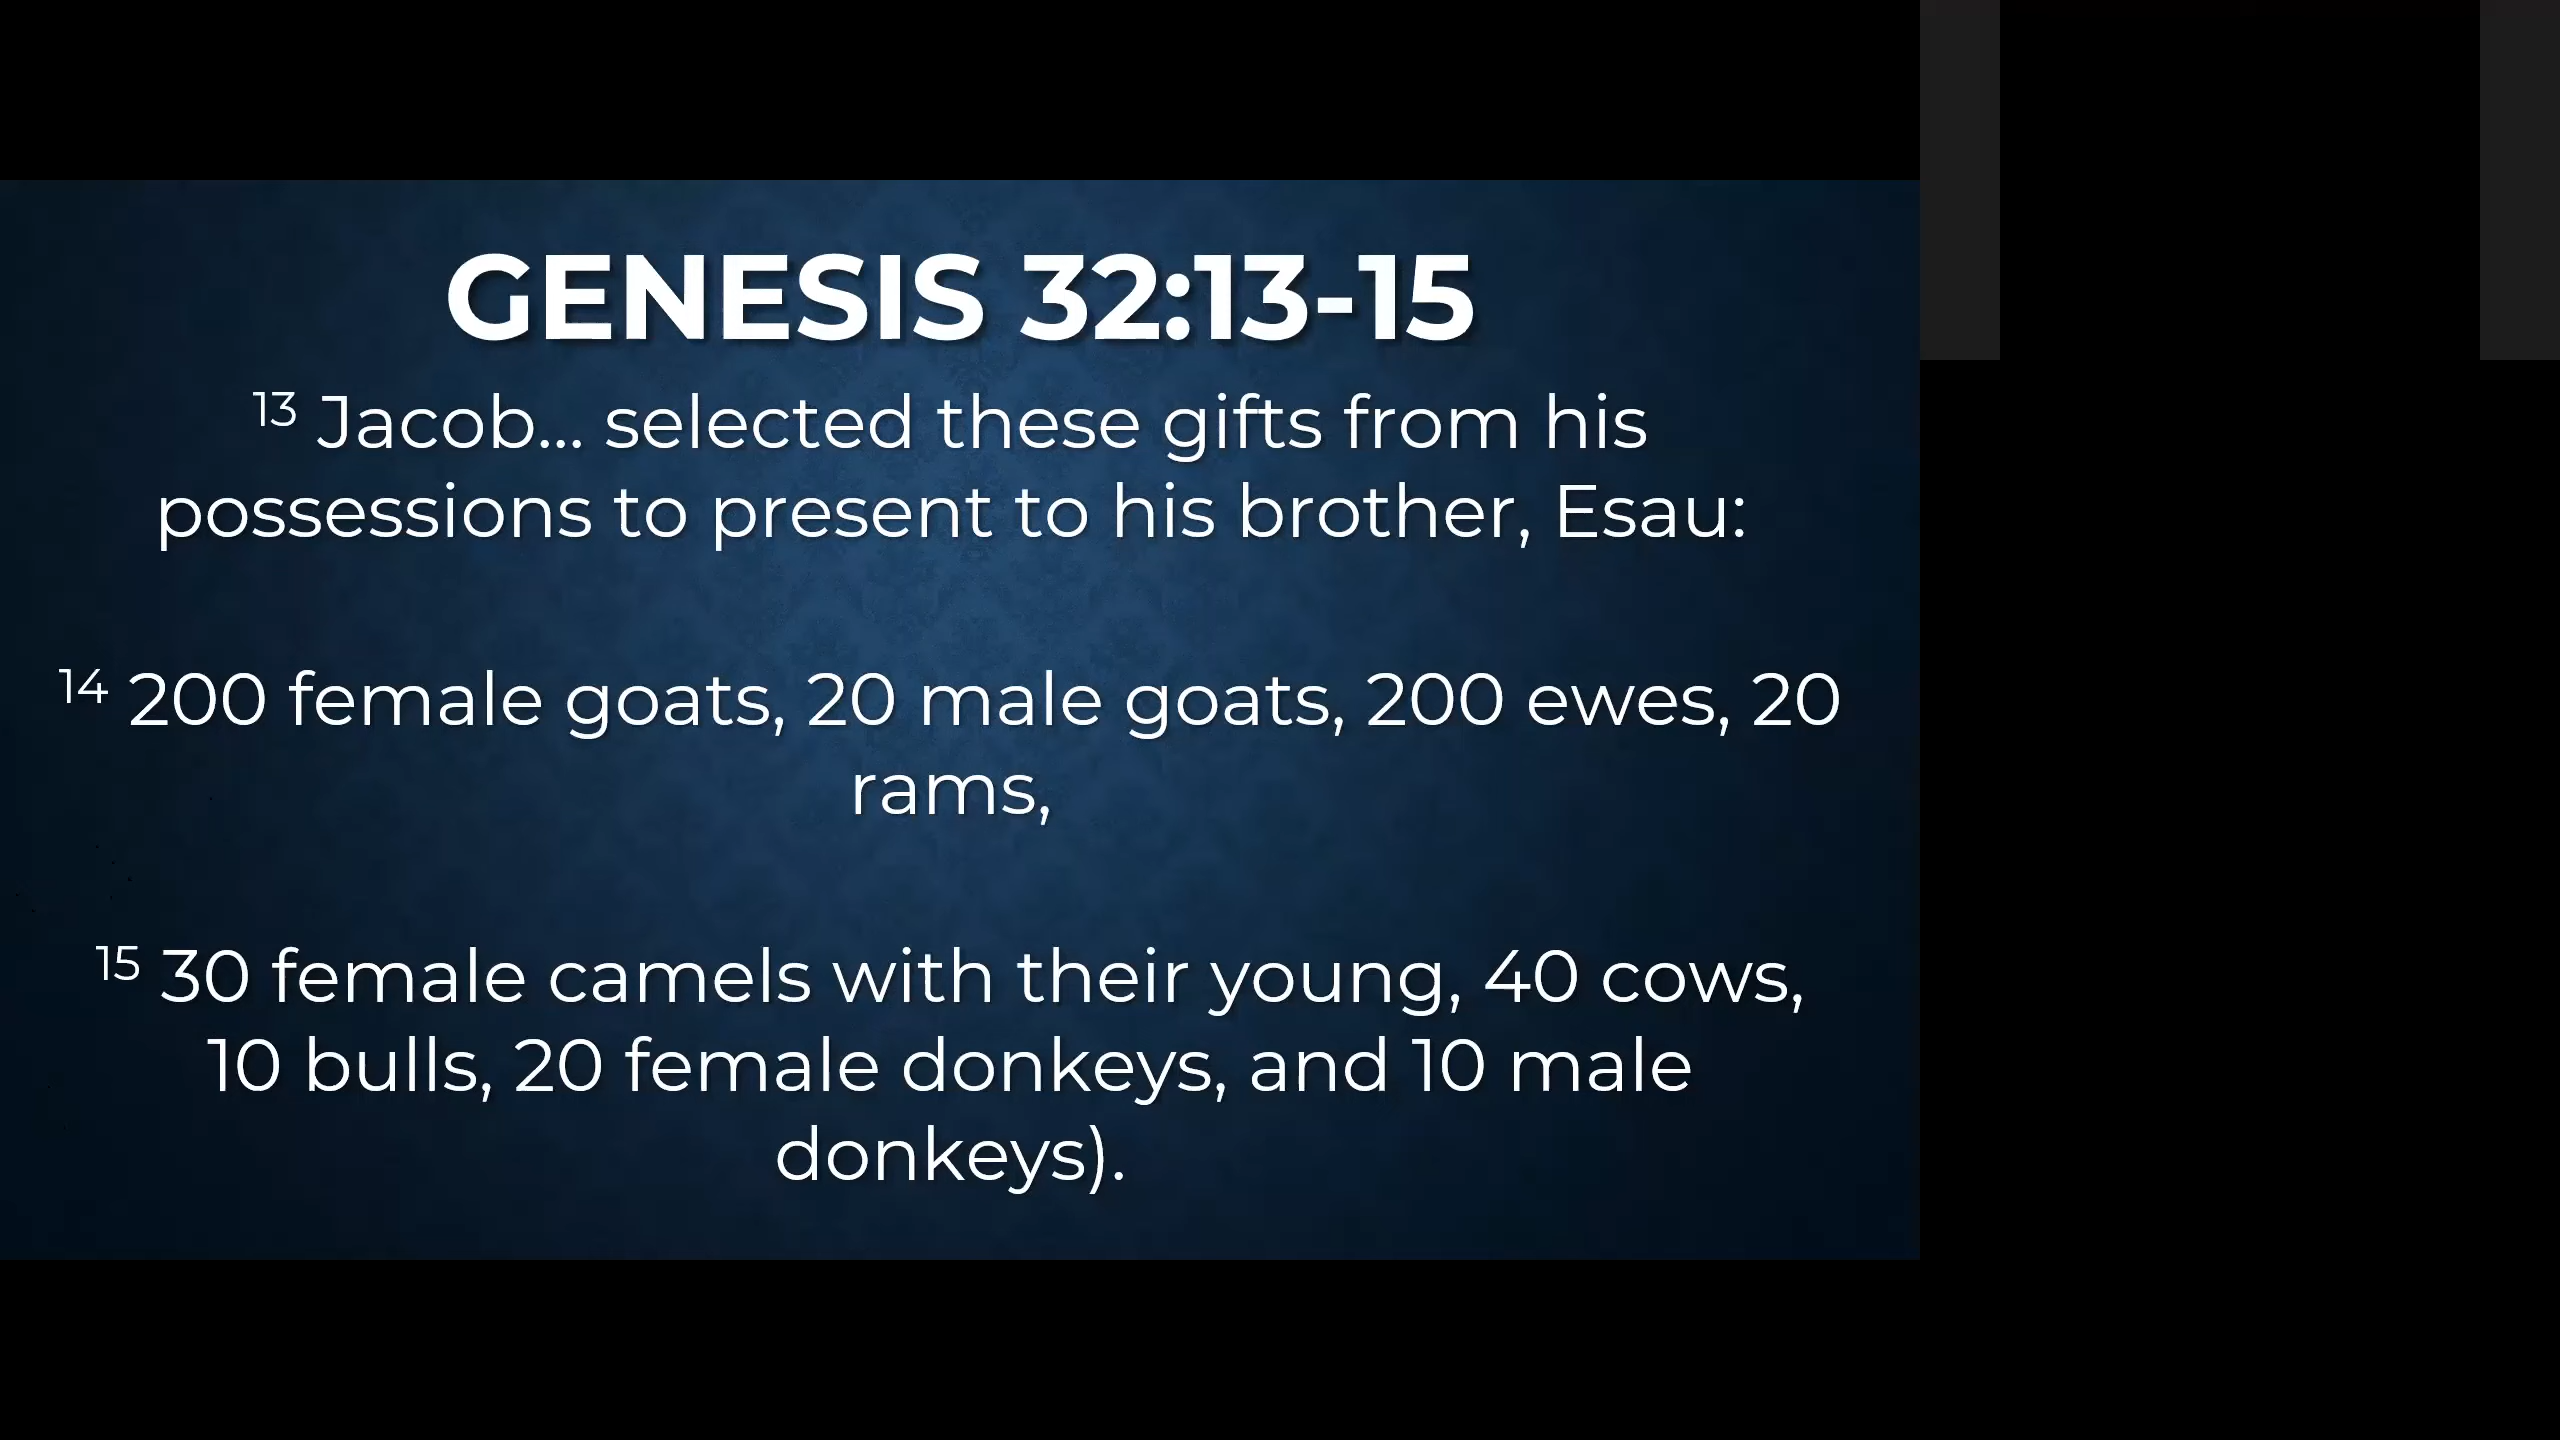 GENESIS 32:13-15
13 Jacob... selected these gifts from his
possessions to present to his brother, Esau:
14 200 female goats, 20 male goats, 200 ewes, 20
rams,
15 30 female camels with their young, 40 cows,
10 bulls, 20 female donkeys, and 10 male
donkeys).